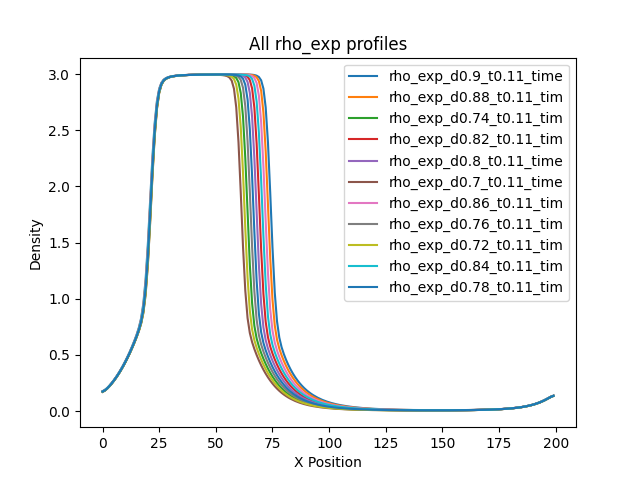 All rho_exp profiles
3.0
2.5
2.0
1.5
1.0
0.5
0.0
Density
rho_exp_d0.9_t0.11_time
rho_exp_d0.88_t0.11_tim
rho_exp_d0.74_t0.11_tim
rho_exp_d0.82_t0.11_tim
rho_exp_d0.8_t0.11_time
rho_exp_d0.7_t0.11_time
rho_exp_d0.86_t0.11_tim
rho_exp_d0.76_t0.11_tim
rho_exp_d0.72_t0.11_tim
rho_exp_d0.84_t0.11_tim
rho_exp_d0.78_t0.11_tim
0 25 50 75 100 125 150 175 200
X Position